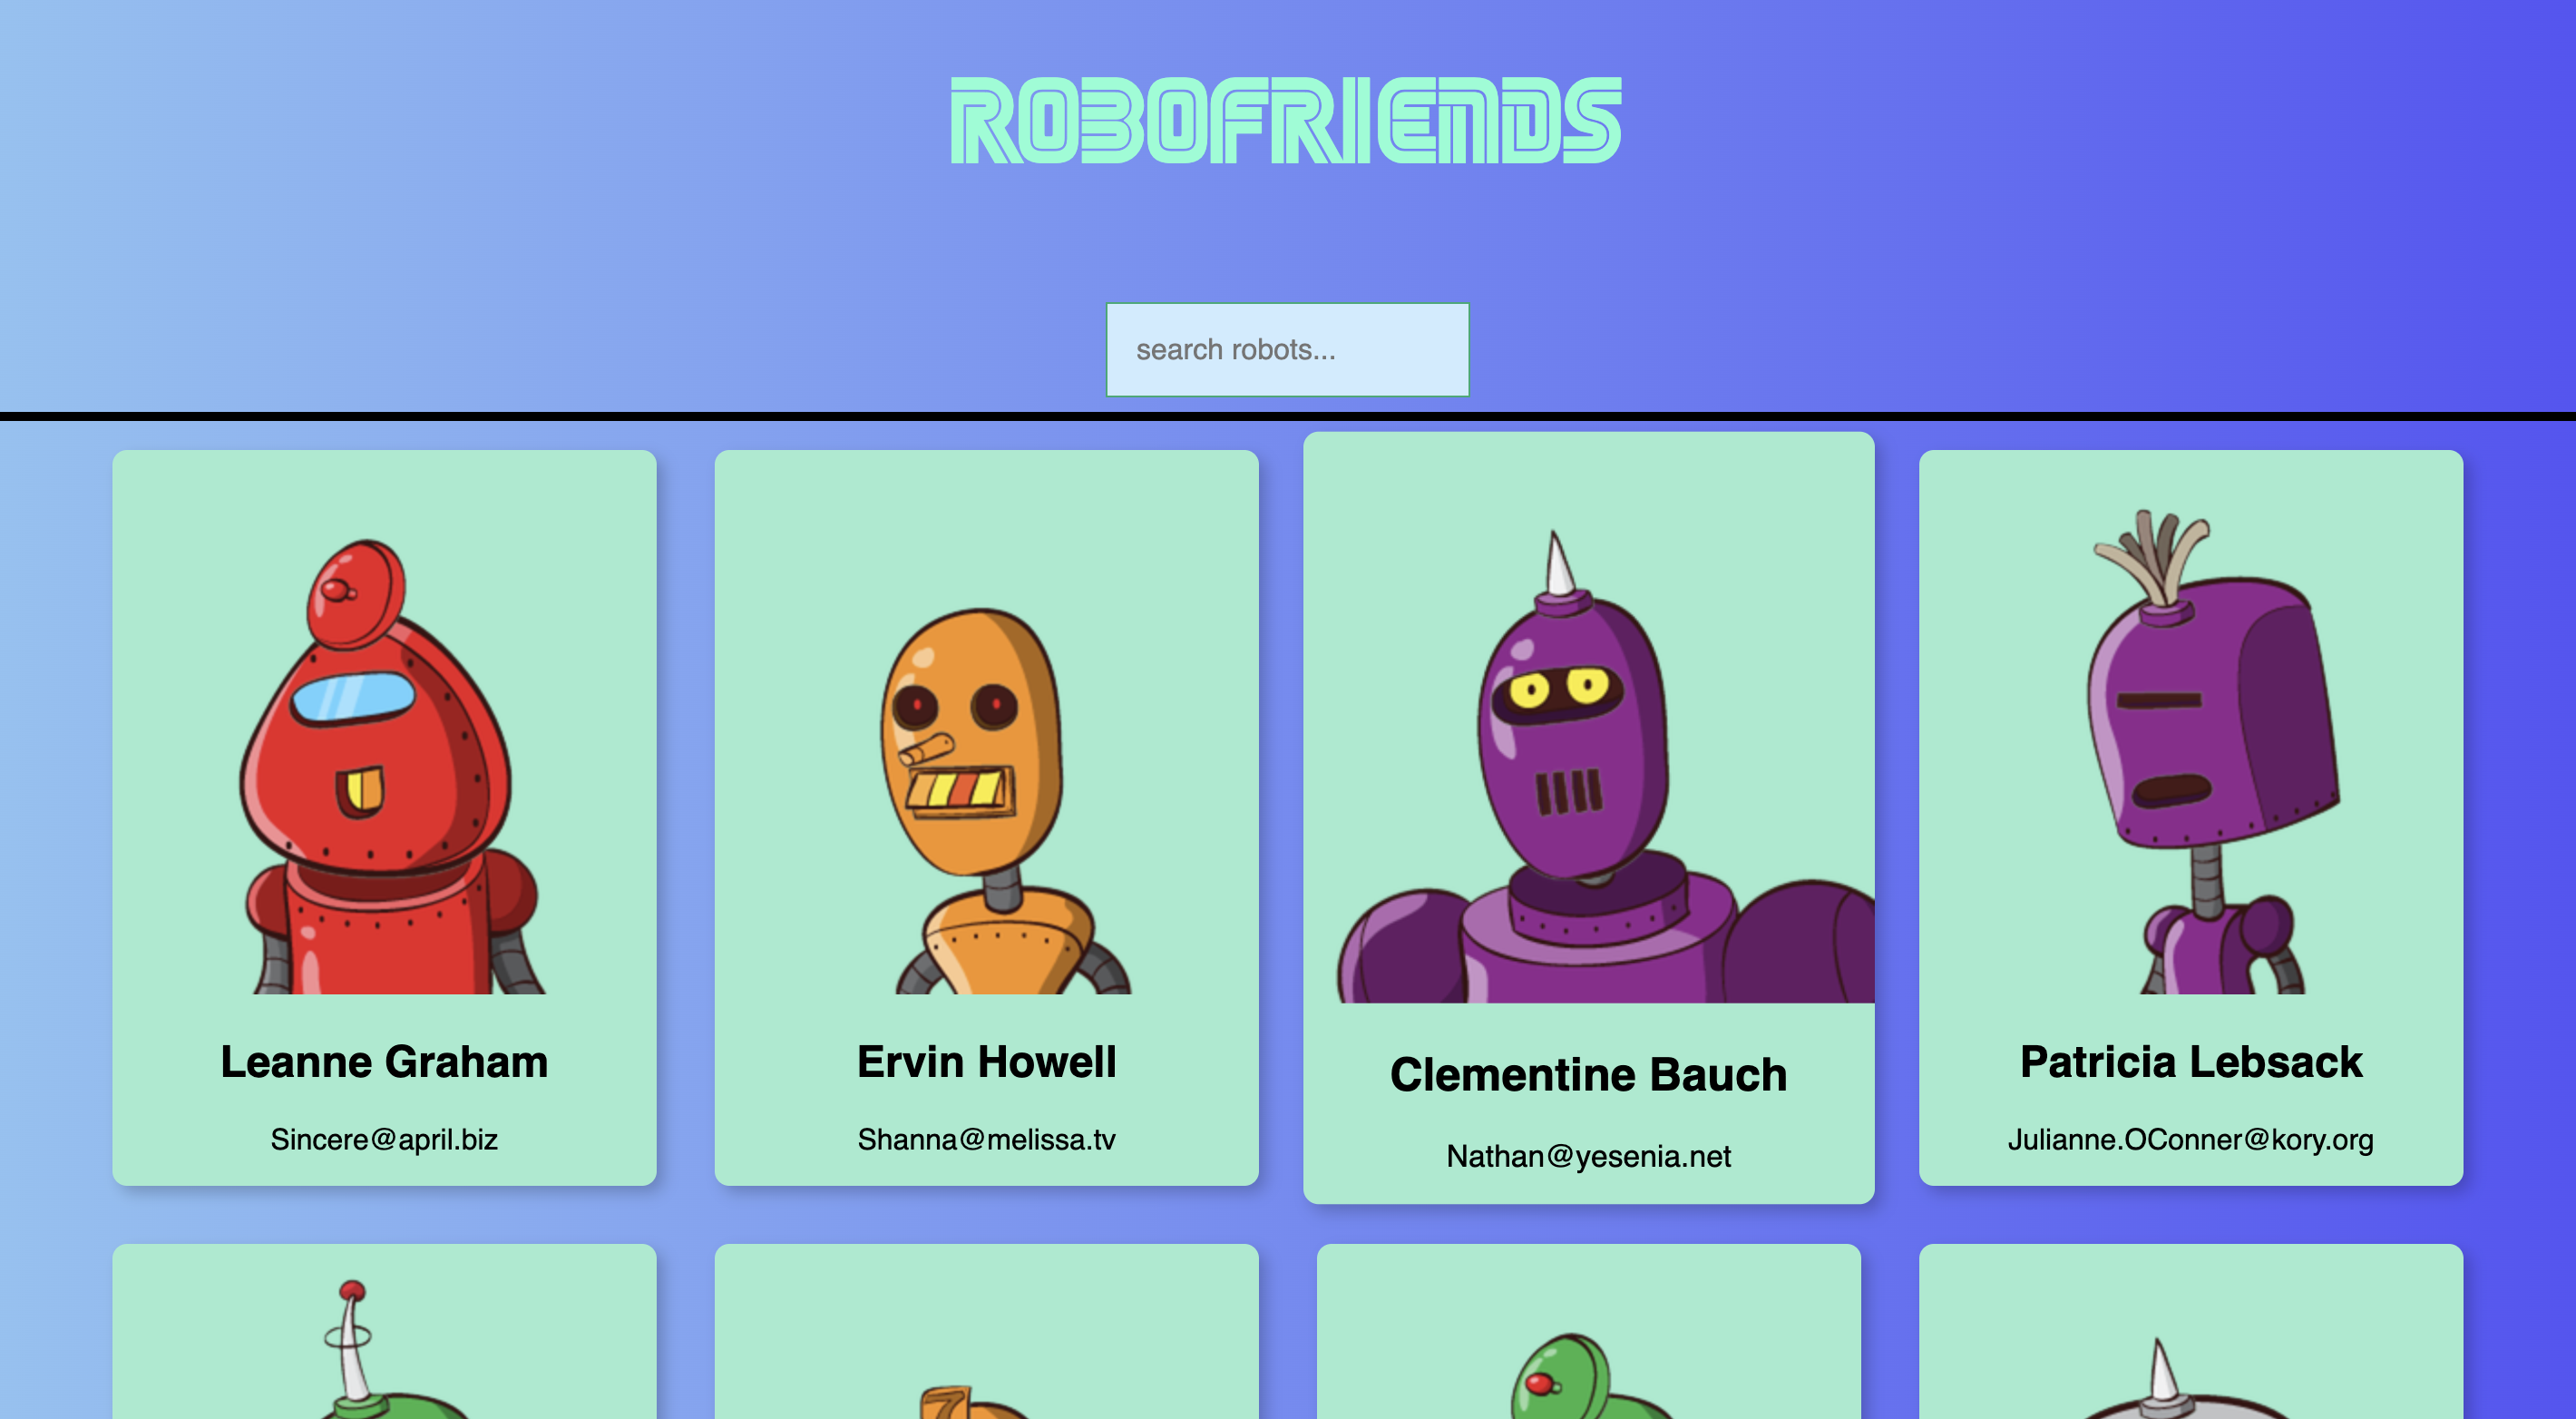 ROBOFRIENDS
search robots...
Leanne Graham
Sincere@april.biz
Ervin Howell
Shanna@melissa.tv
Clementine Bauch
Nathan@yesenia.net
Patricia Lebsack
Julianne.OConner@kory.org
7